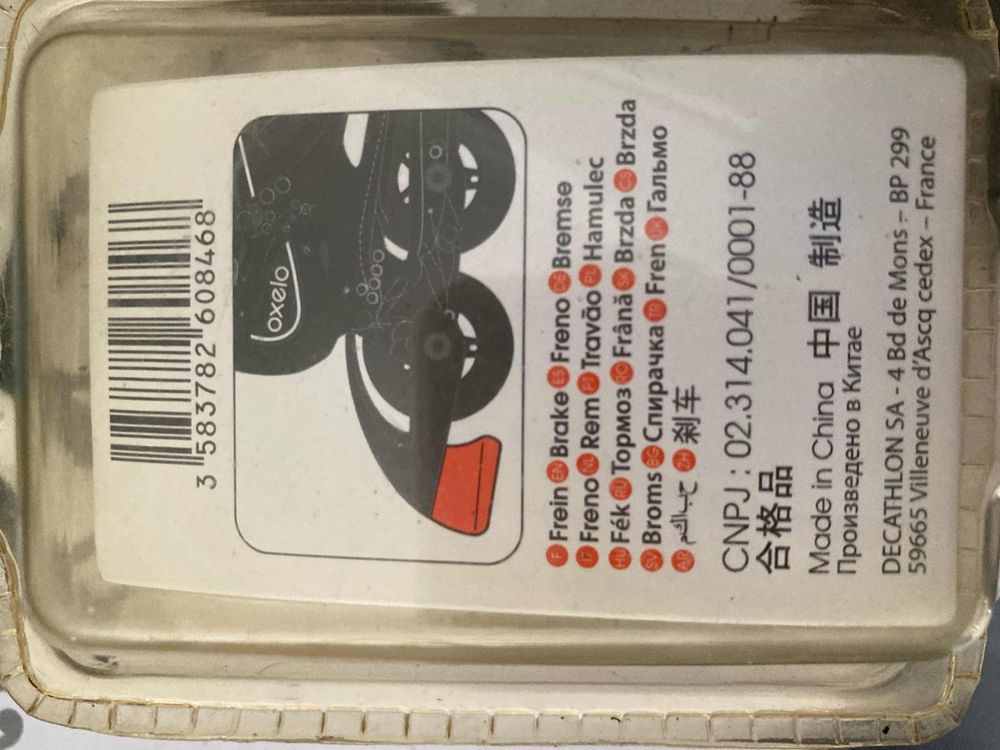 3 583782 608468
oxelo
F Frein EN Brake ES Freno DE Bremse
IT Freno NL Rem PT Travão PL Hamulec
HU Fék RU Тормоз RO Frână SK Brzda CS Brzda
SV Broms BG Спирачка TR Fren UK Гальмо
AR ZH 刹车
CNPJ : 02.314.041/0001-88
合格品
Made in China 中国 制造
Произведено в Китае
DECATHLON SA - 4 Bd de Mons – BP 299
59665 Villeneuve d'Ascq cedex – France